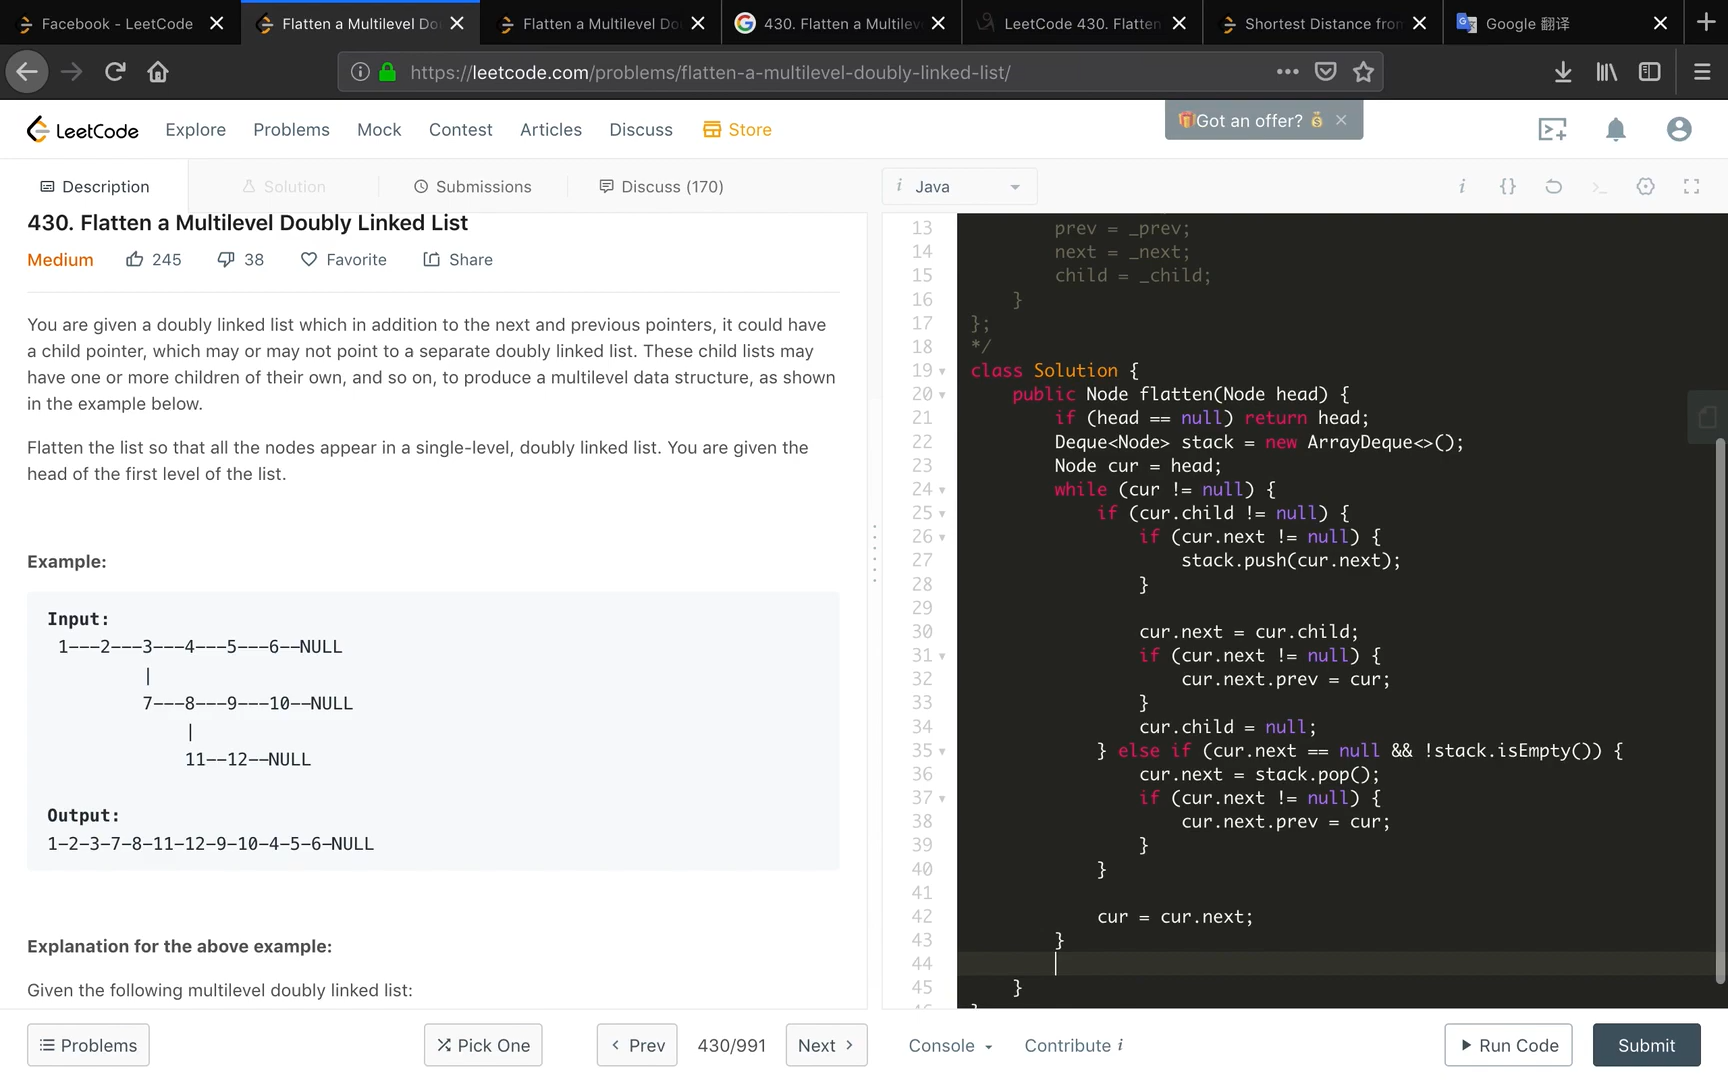 Facebook - LeetCode
Flatten a Multilevel Do
Flatten a Multilevel Do
430. Flatten a Multilev
LeetCode 430. Flatten
Shortest Distance from
Google 翻译
https://leetcode.com/problems/flatten-a-multilevel-doubly-linked-list/
LeetCode Explore Problems Mock Contest Articles Discuss Store
Got an offer?
Description Solution Submissions Discuss (170)
i Java
430. Flatten a Multilevel Doubly Linked List
Medium 245 38 Favorite Share
You are given a doubly linked list which in addition to the next and previous pointers, it could have
a child pointer, which may or may not point to a separate doubly linked list. These child lists may
have one or more children of their own, and so on, to produce a multilevel data structure, as shown
in the example below.
Flatten the list so that all the nodes appear in a single-level, doubly linked list. You are given the
head of the first level of the list.
Example:
Input:
1---2---3---4---5---6--NULL
|
7---8---9---10--NULL
|
11--12--NULL
Output:
1-2-3-7-8-11-12-9-10-4-5-6-NULL
Explanation for the above example:
Given the following multilevel doubly linked list:
13 prev = _prev;
14 next = _next;
15 child = _child;
16 }
17 };
18 */
19 class Solution {
20 public Node flatten(Node head) {
21 if (head == null) return head;
22 Deque<Node> stack = new ArrayDeque<>();
23 Node cur = head;
24 while (cur != null) {
25 if (cur.child != null) {
26 if (cur.next != null) {
27 stack.push(cur.next);
28 }
29
30 cur.next = cur.child;
31 if (cur.next != null) {
32 cur.next.prev = cur;
33 }
34 cur.child = null;
35 } else if (cur.next == null && !stack.isEmpty()) {
36 cur.next = stack.pop();
37 if (cur.next != null) {
38 cur.next.prev = cur;
39 }
40 }
41
42 cur = cur.next;
43 }
44
45 }
Problems Pick One Prev 430/991 Next Console Contribute i Run Code Submit